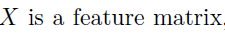 X is a feature matrix,